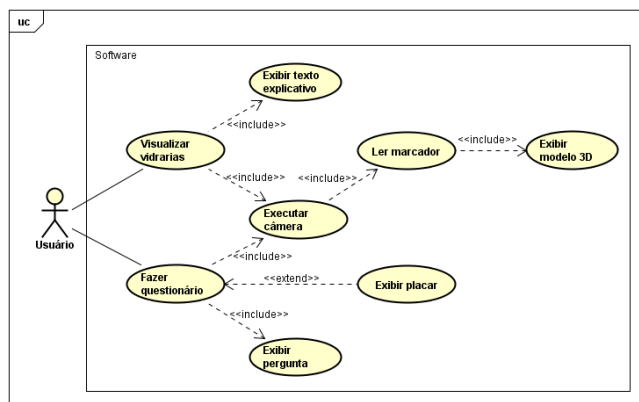 uc
Software
Exibir texto
explicativo
<<include>>
Visualizar
vidrarias
Ler marcador
<<include>>
Exibir
modelo 3D
<<include>>
<<include>>
Executar
câmera
Usuário
<<include>>
Fazer
questionário
<<extend>>
Exibir placar
<<include>>
Exibir
pergunta